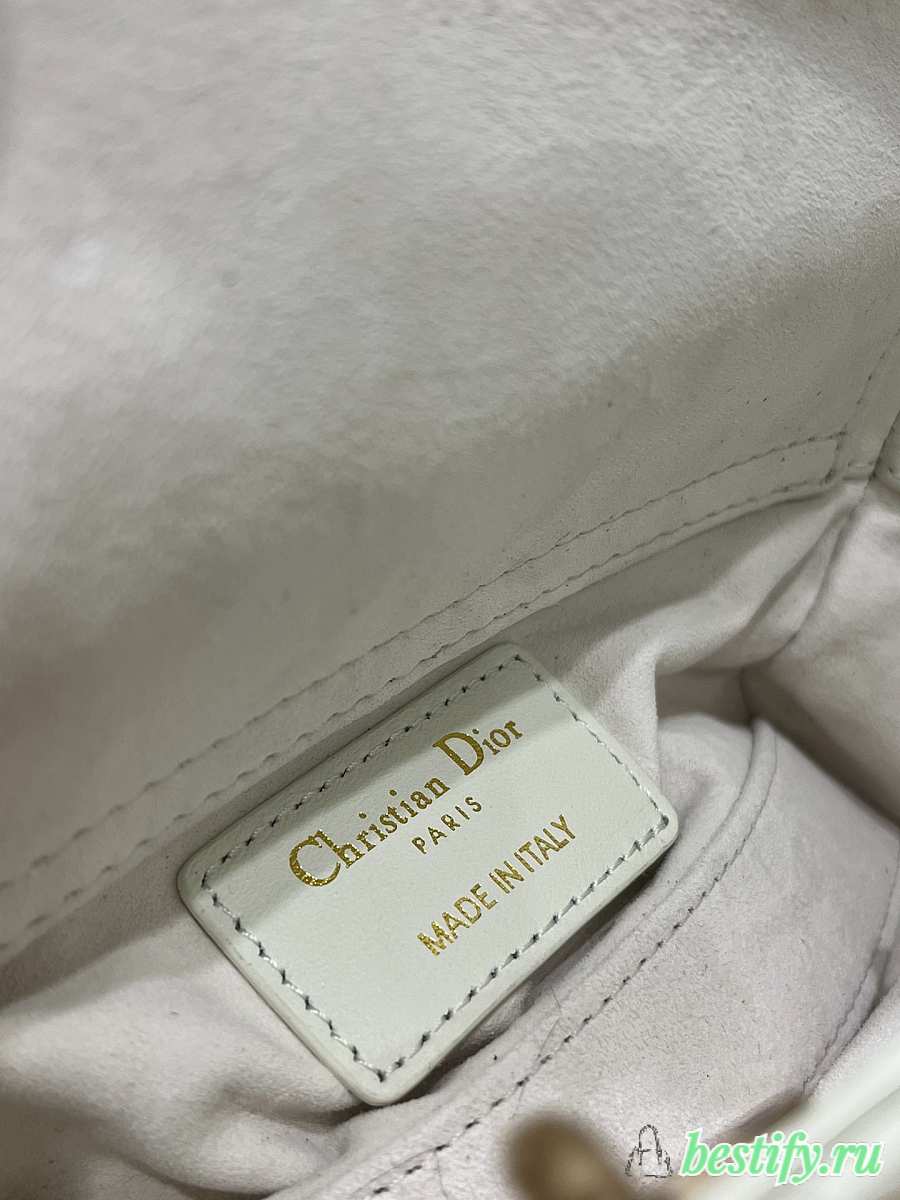 Christian Dior
PARIS
MADE IN ITALY
bestify.ru